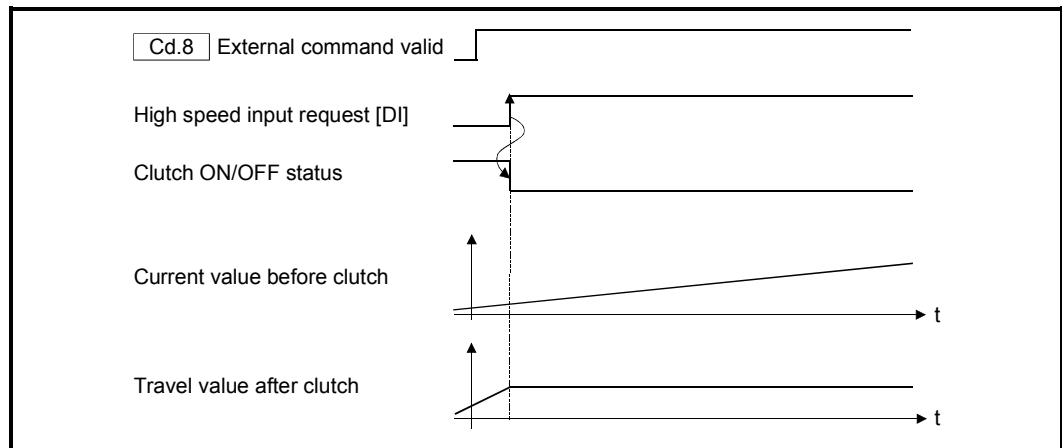 Cd.8 External command valid
High speed input request [DI]
Clutch ON/OFF status
Current value before clutch
t
Travel value after clutch
t